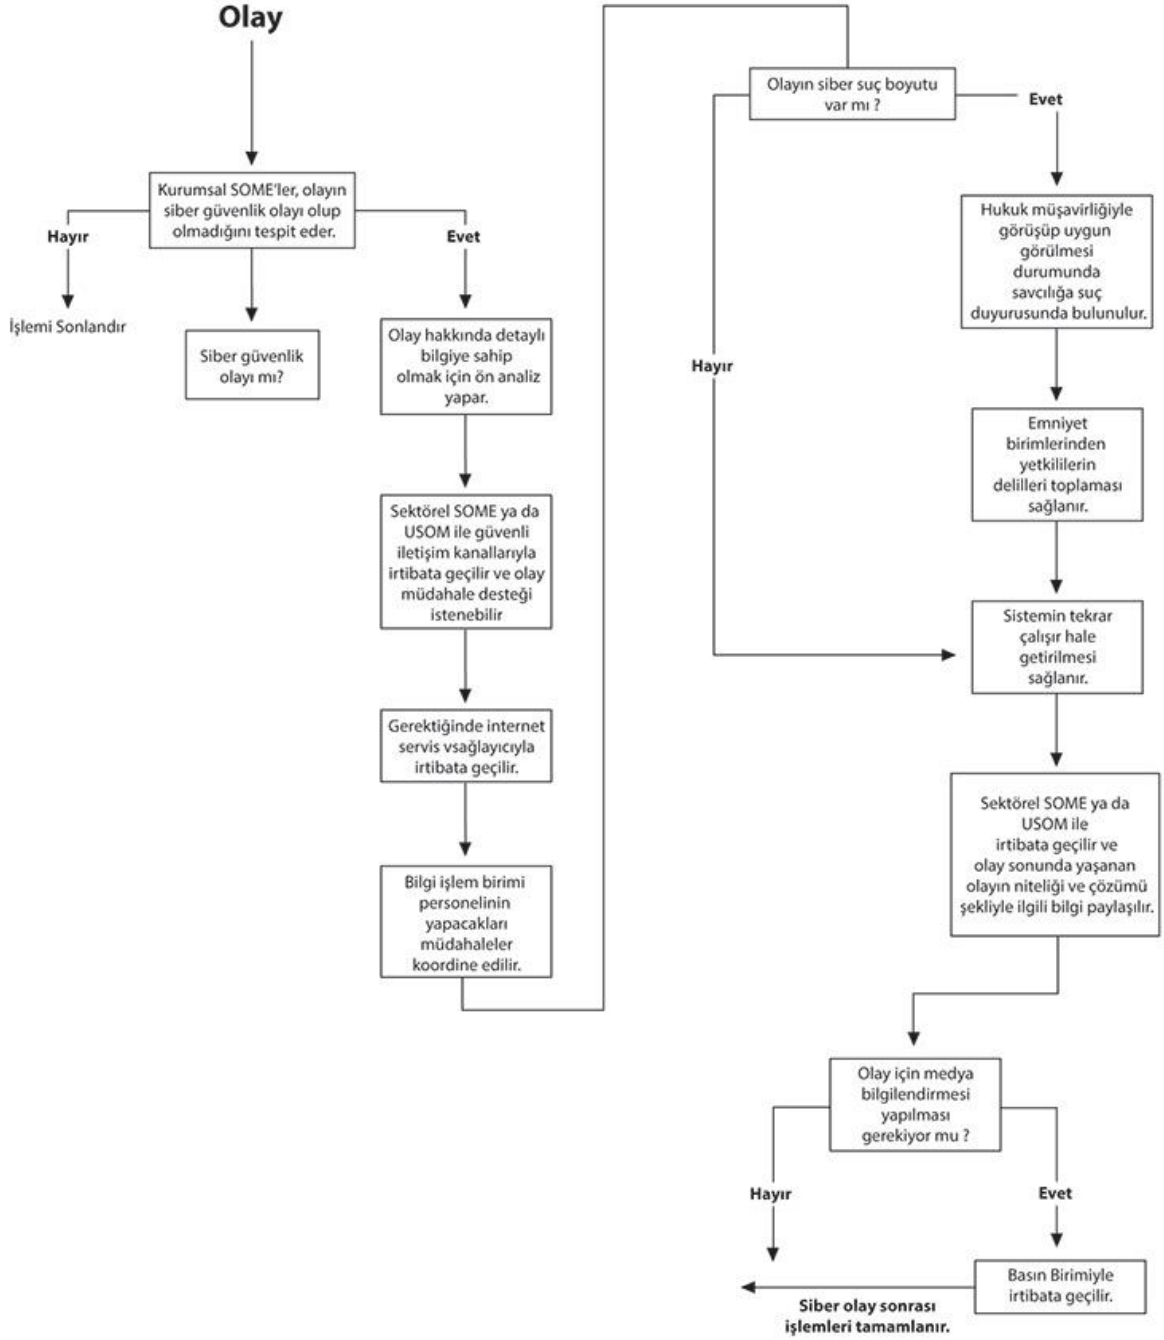 Olay
Kurumsal SOME'ler, olayın
siber güvenlik olayı olup
olmadığını tespit eder.
Hayır
Evet
İşlemi Sonlandır
Siber güvenlik
olayı mı?
Olay hakkında detaylı
bilgiye sahip
olmak için ön analiz
yapar.
Sektörel SOME ya da
USOM ile güvenli
iletişim kanallarıyla
irtibata geçilir ve olay
müdahale desteği
istenebilir
Gerektiğinde internet
servis vsağlayıcıyla
irtibata geçilir.
Bilgi işlem birimi
personelinin
yapacakları
müdahaleler
koordine edilir.
Olayın siber suç boyutu
var mı ?
Evet
Hayır
Hukuk müşavirliğiyle
görüşüp uygun
görülmesi
durumunda
savcılığa suç
duyurusunda bulunulur.
Emniyet
birimlerinden
yetkililerin
delilleri toplaması
sağlanır.
Sistemin tekrar
çalışır hale
getirilmesi
sağlanır.
Sektörel SOME ya da
USOM ile
irtibata geçilir ve
olay sonunda yaşanan
olayın niteliği ve çözümü
şekliyle ilgili bilgi paylaşılır.
Olay için medya
bilgilendirmesi
yapılması
gerekiyor mu ?
Hayır
Evet
Basın Birimiyle
irtibata geçilir.
Siber olay sonrası
işlemleri tamamlanır.